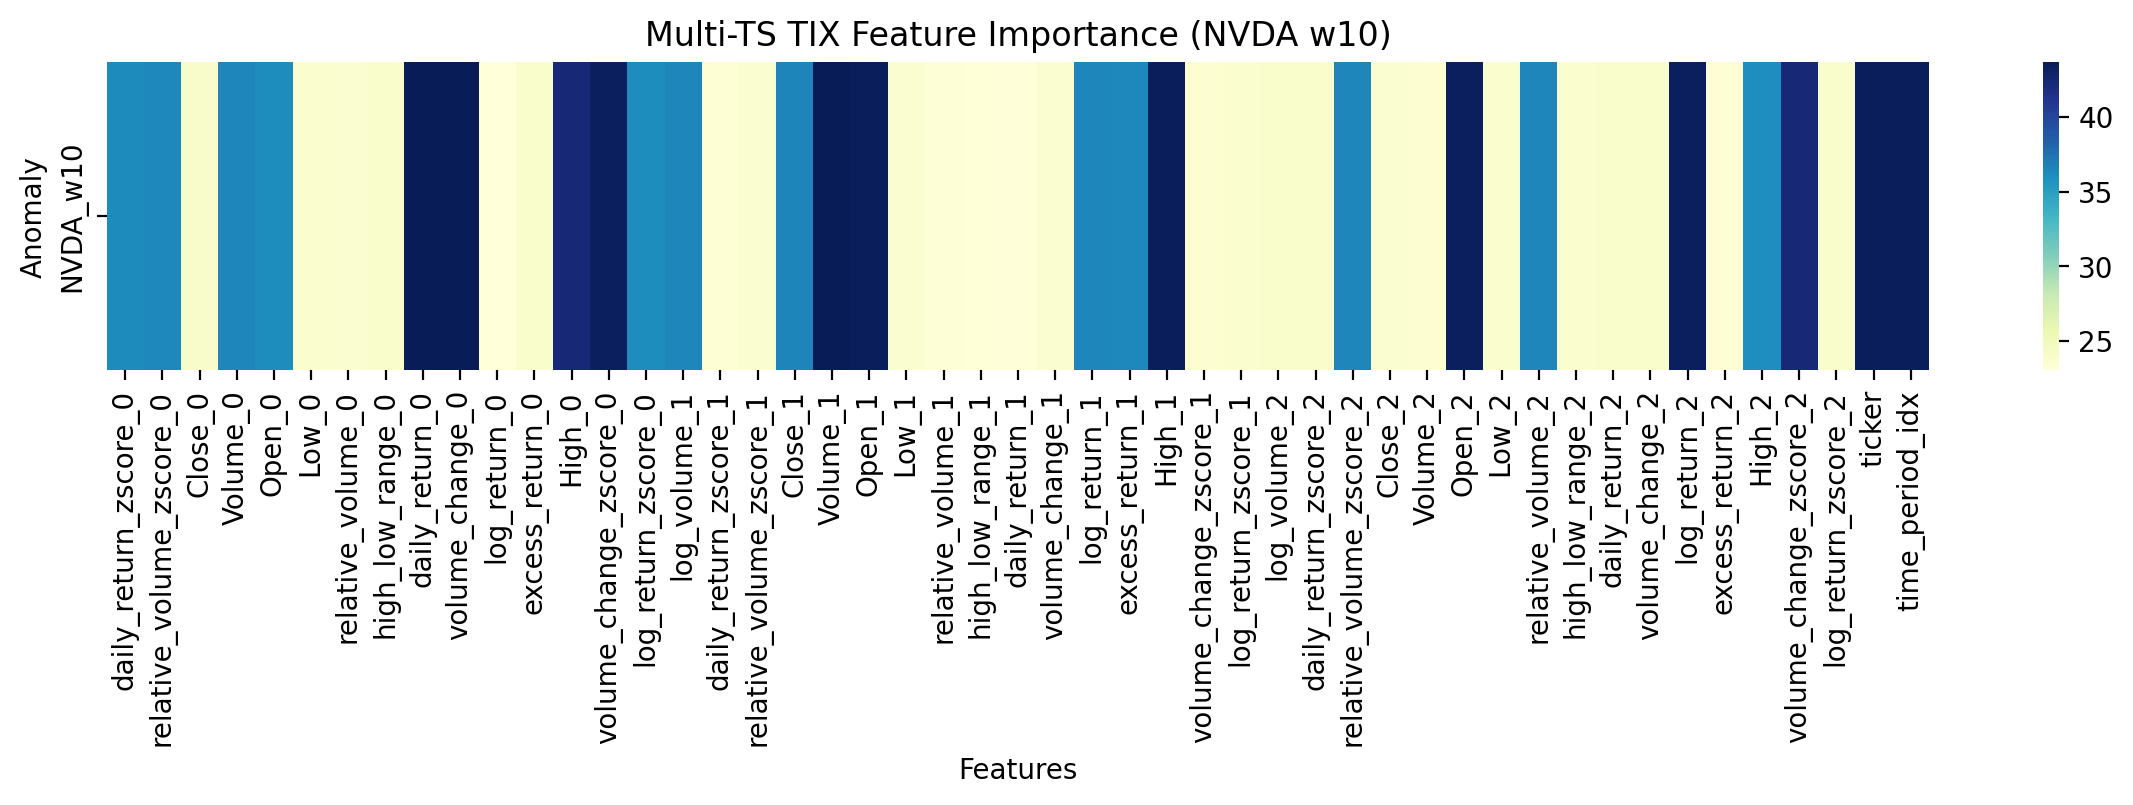 Multi-TS TIX Feature Importance (NVDA w10)
Anomaly
NVDA_w10
40
35
30
25
daily_return_zscore_0
relative_volume_zscore_0
Close_0
Volume_0
Open_0
Low_0
relative_volume_0
high_low_range_0
daily_return_0
volume_change_0
log_return_0
excess_return_0
High_0
volume_change_zscore_0
log_return_zscore_0
log_volume_1
daily_return_zscore_1
relative_volume_zscore_1
Close_1
Volume_1
Open_1
Low_1
relative_volume_1
high_low_range_1
daily_return_1
volume_change_1
log_return_1
excess_return_1
High_1
volume_change_zscore_1
log_return_zscore_1
log_volume_2
daily_return_zscore_2
relative_volume_zscore_2
Close_2
Volume_2
Open_2
Low_2
relative_volume_2
high_low_range_2
daily_return_2
volume_change_2
log_return_2
excess_return_2
High_2
volume_change_zscore_2
log_return_zscore_2
ticker
time_period_idx
Features